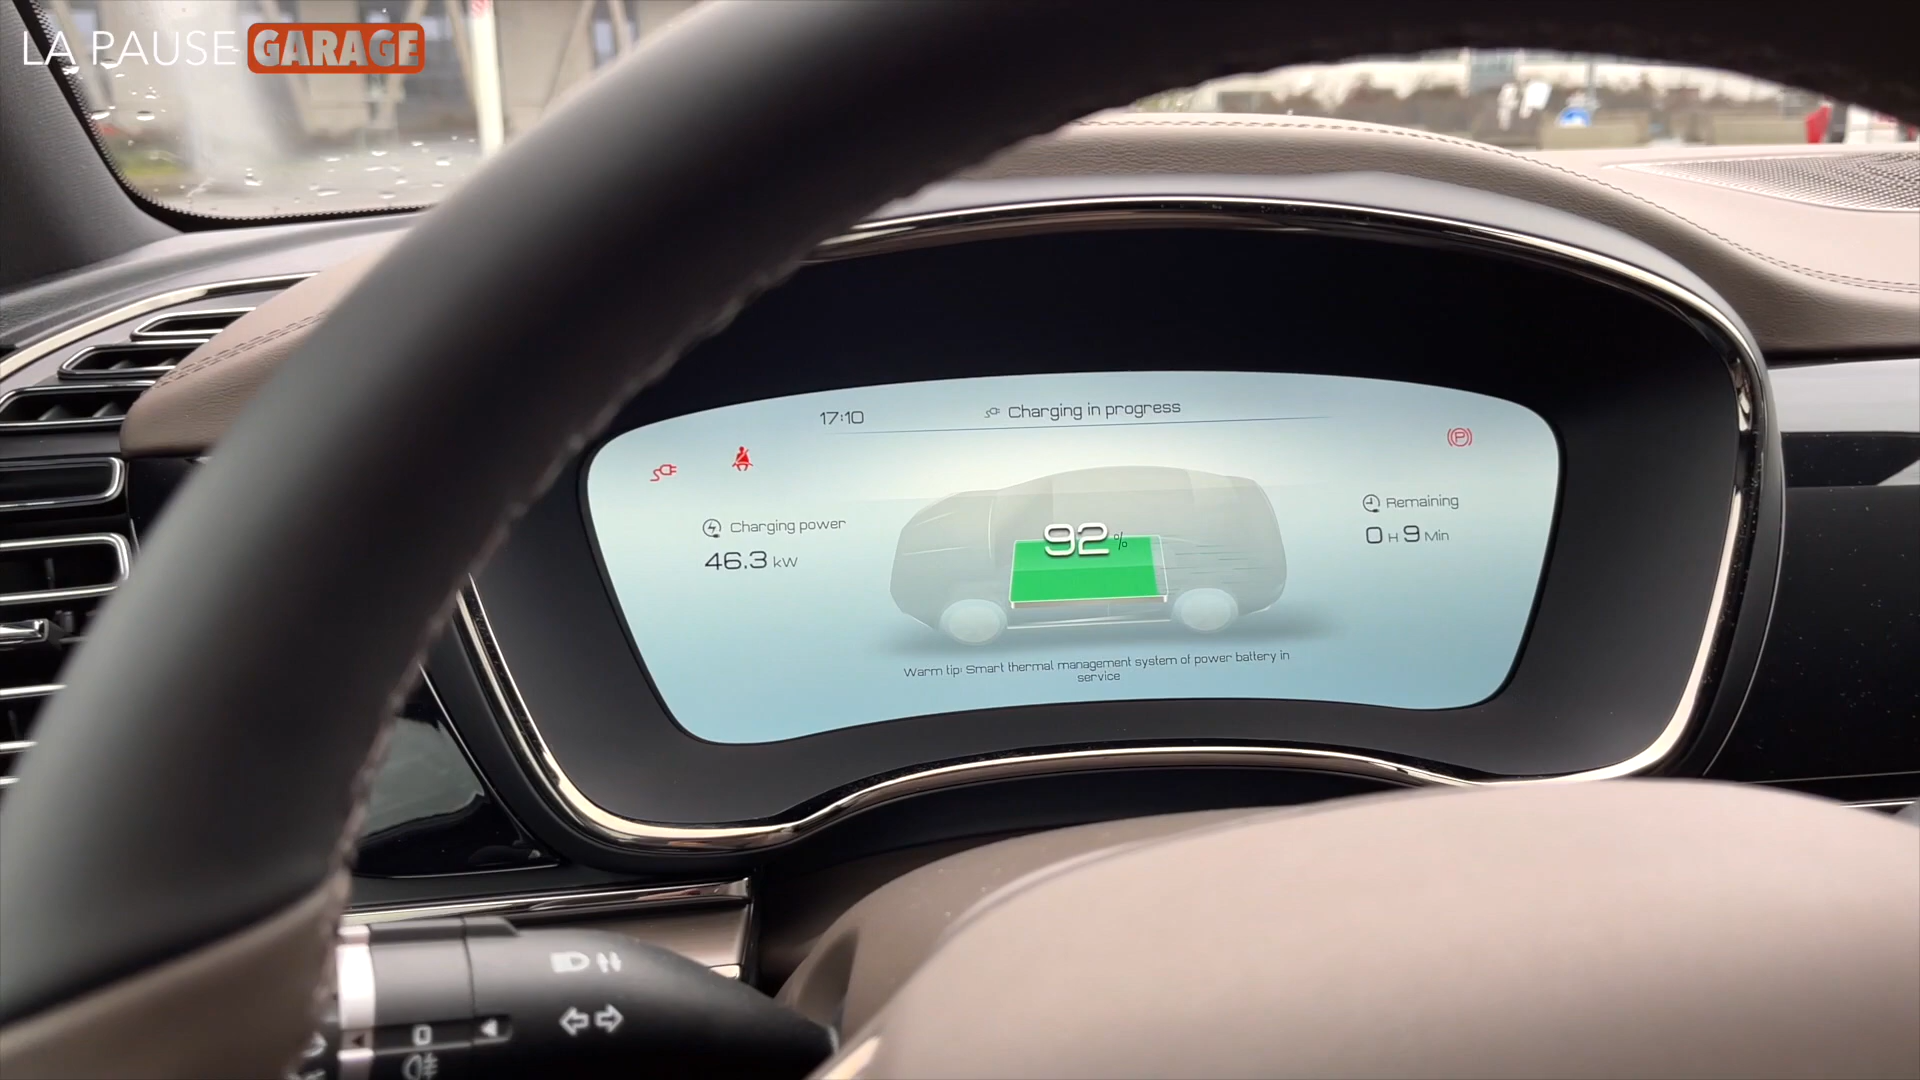 LA PAUSE GARAGE
17:10
Charging in progress
P
Charging power
46.3 kW
92%
Remaining
0 H 9 Min
Warm tip: Smart thermal management system of power battery in
service
0